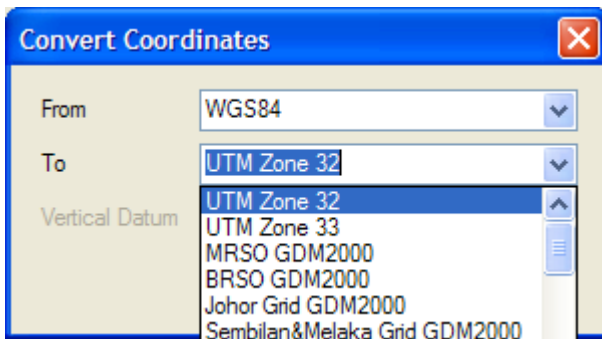 Convert Coordinates
From WGS84
To UTM Zone 32
Vertical Datum
UTM Zone 32
UTM Zone 33
MRSO GDM2000
BRSO GDM2000
Johor Grid GDM2000
Sembilan&Melaka Grid GDM2000